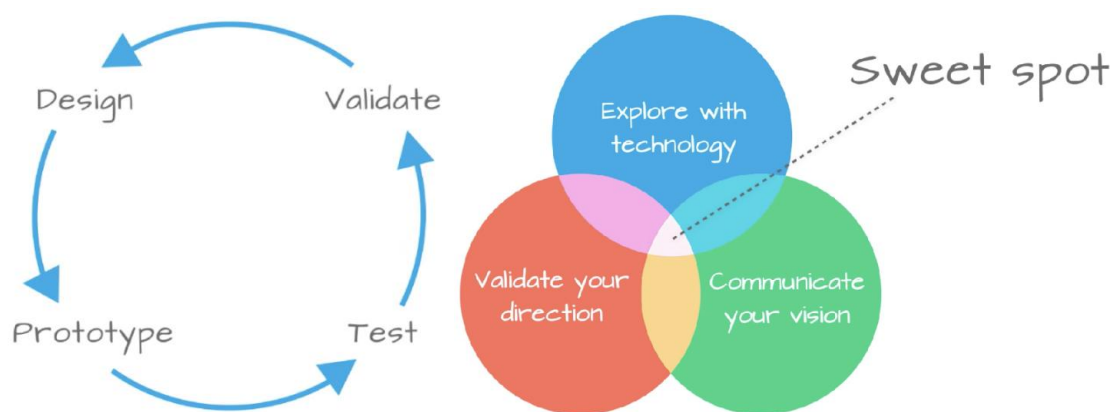 Design
Validate
Prototype
Test
Sweet spot
Explore with
technology
Validate your
direction
Communicate
your vision